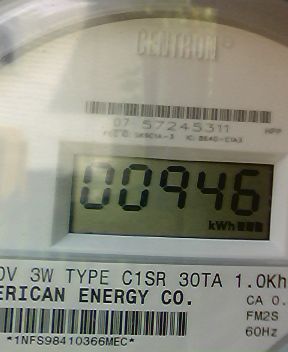 CENTRON
07 57245311 HPP
00946
kWh
0V 3W TYPE C1SR 30TA 1.0Kh
ERICAN ENERGY CO. CA 0.
FM2S
*1NFS98410366MEC* 60Hz